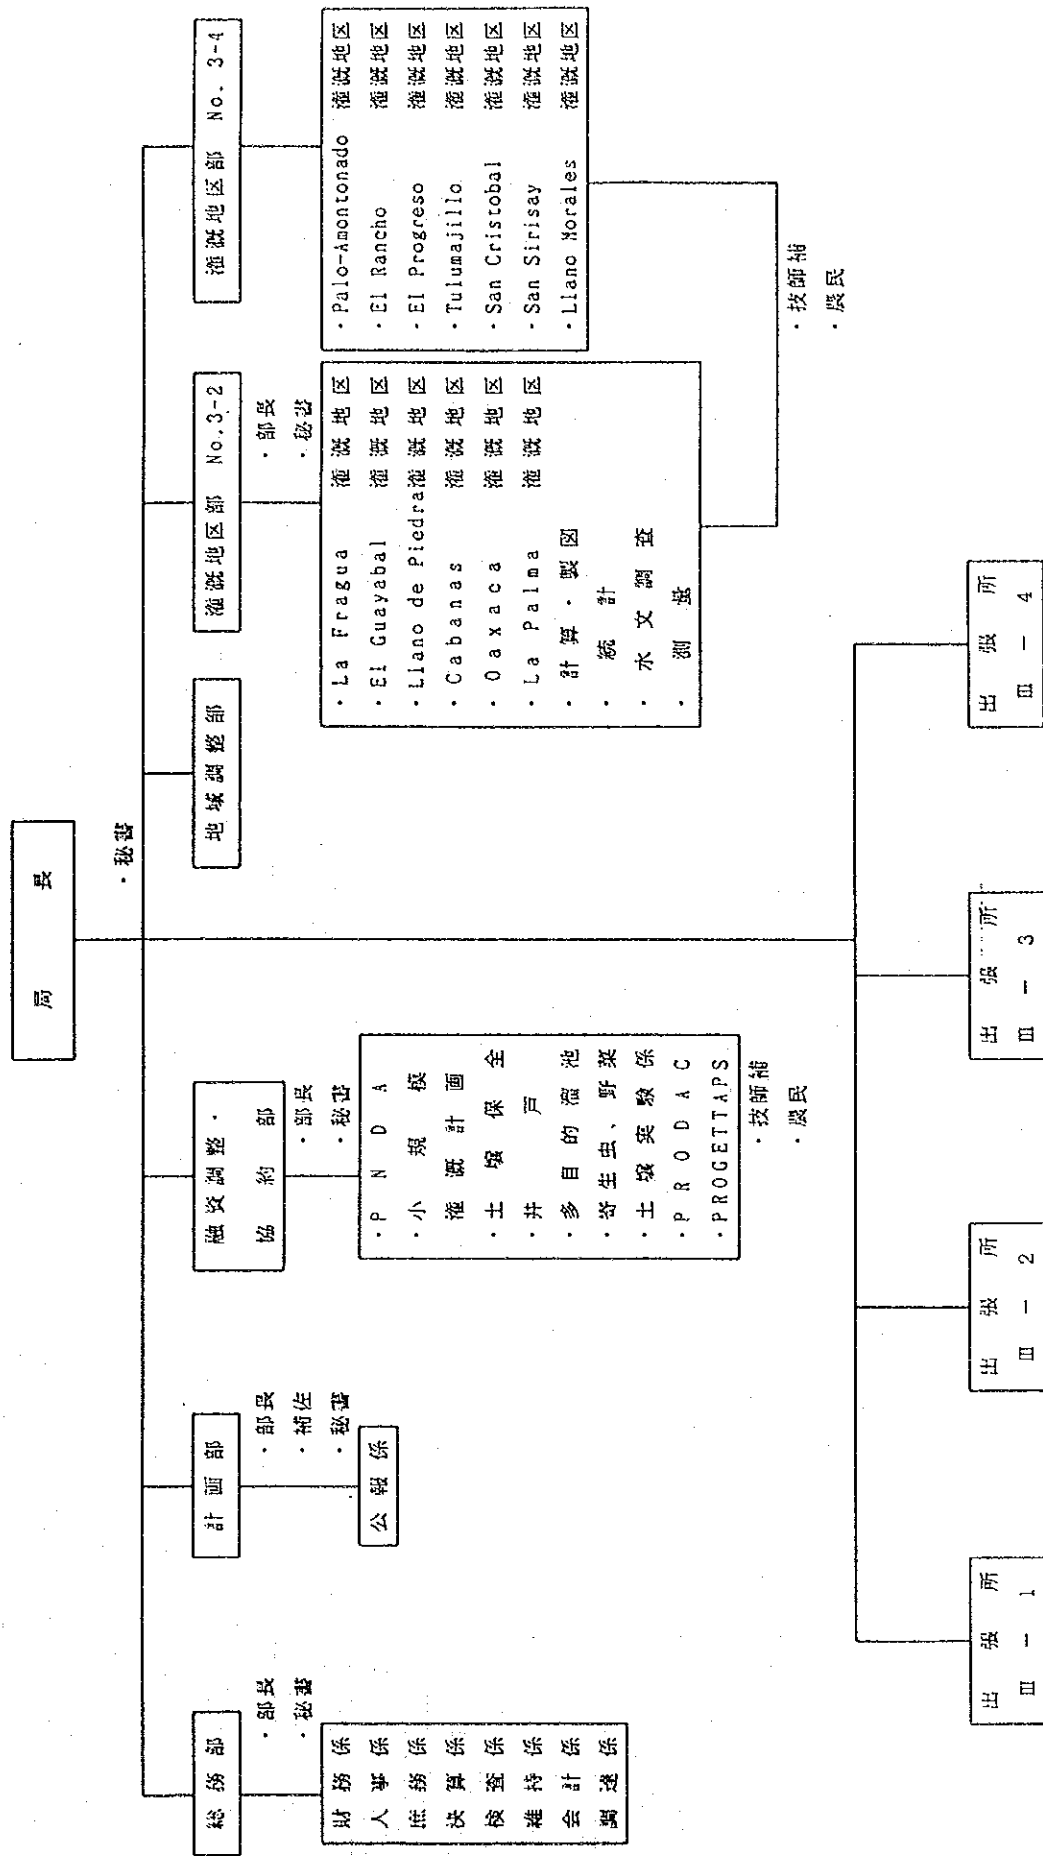 局長
・秘書
総務部
・部長
・秘書
財務係
人事係
庶務係
決算係
検査係
維持係
会計係
調達係
計画部
・部長
・補佐
・秘書
公報係
融資調整・
協約部
・部長
・秘書
・PNDA
・小規模
灌漑計画
・土壌保全
・井戸
・多目的溜池
・寄生虫、野菜
・土壌実験係
・PRODAC
・PROGETTAPS
・技師補
・農民
地域調整部
灌漑地区部 No.3-2
・部長
・秘書
・La Fragua 灌漑地区
・El Guayabal 灌漑地区
・Llano de Piedra灌漑地区
・Cabanas 灌漑地区
・Oaxaca 灌漑地区
・La Palma 灌漑地区
・計算・製図
・統計
・水文調査
・測量
灌漑地区部 No. 3-4
・Palo-Amontonado 灌漑地区
・El Rancho 灌漑地区
・El Progreso 灌漑地区
・Tulumajillo 灌漑地区
・San Cristobal 灌漑地区
・San Sirisay 灌漑地区
・Llano Morales 灌漑地区
・技師補
・農民
出張所
Ⅲ－1
出張所
Ⅲ－2
出張所
Ⅲ－3
出張所
Ⅲ－4